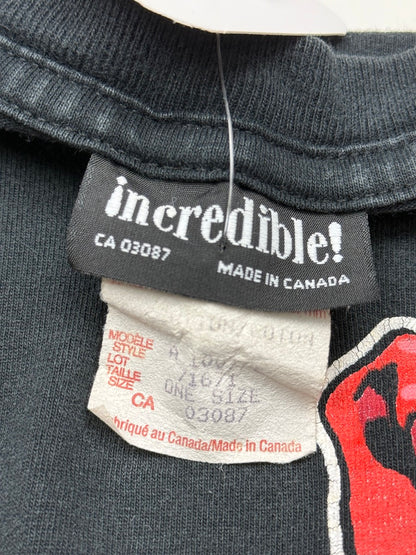 incredible!
CA 03087 MADE IN CANADA
MODÈLE
STYLE
LOT
TAILLE
SIZE ONE SIZE
CA 03087
briqué au Canada/Made in Canada